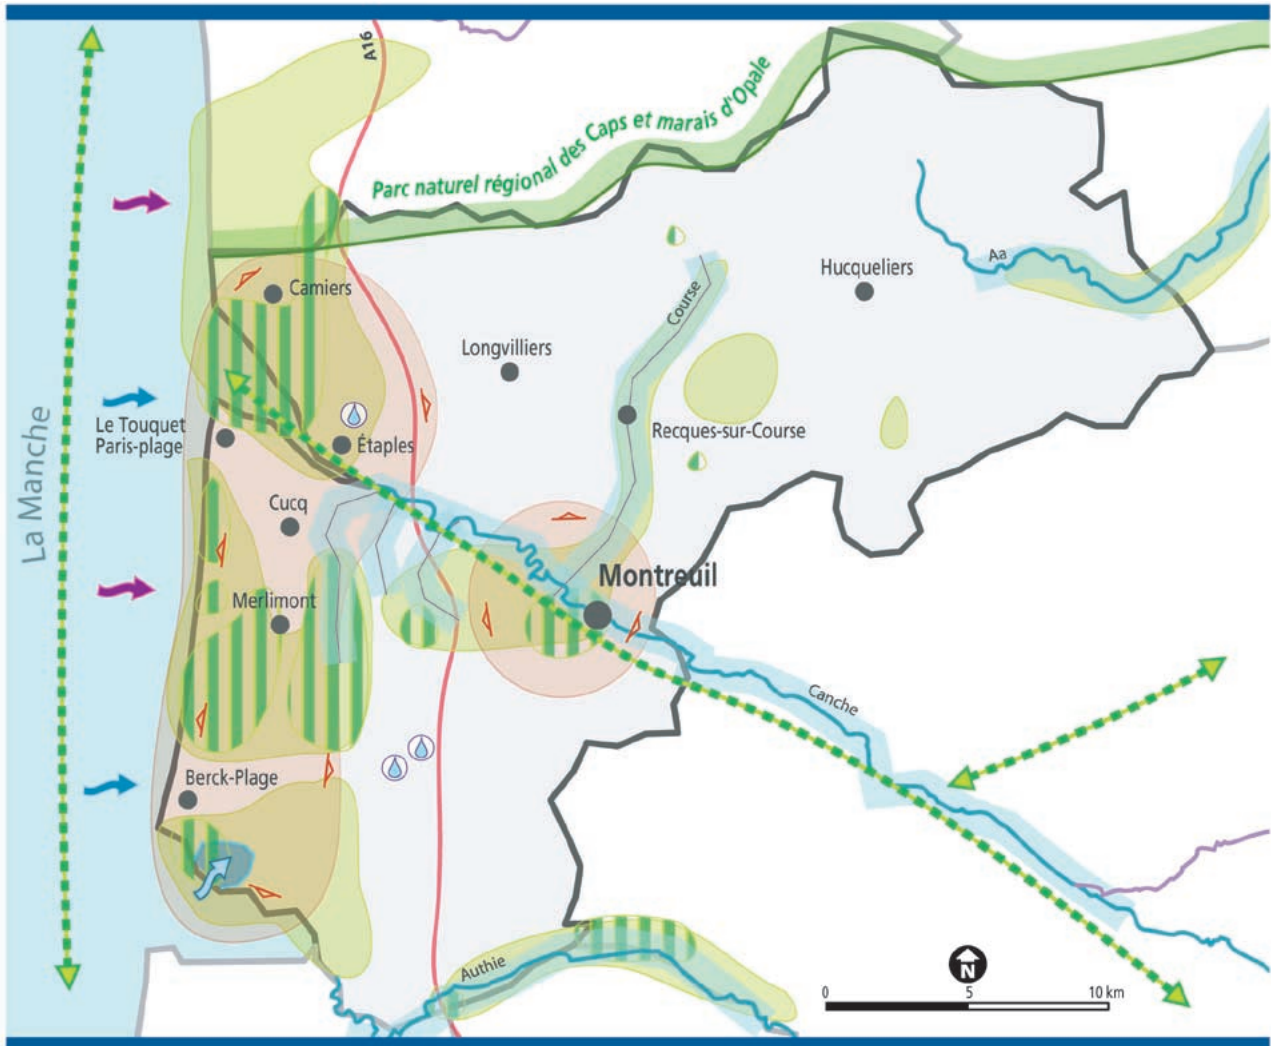 A16
Parc naturel régional des Caps et marais d'Opale
La Manche
Aa
Hucqueliers
Camiers
Course
Longvilliers
Le Touquet
Paris-plage
Étaples
Recques-sur-Course
Cucq
Montreuil
Merlimont
Canche
Berck-Plage
Authie
N
0 5 10 km